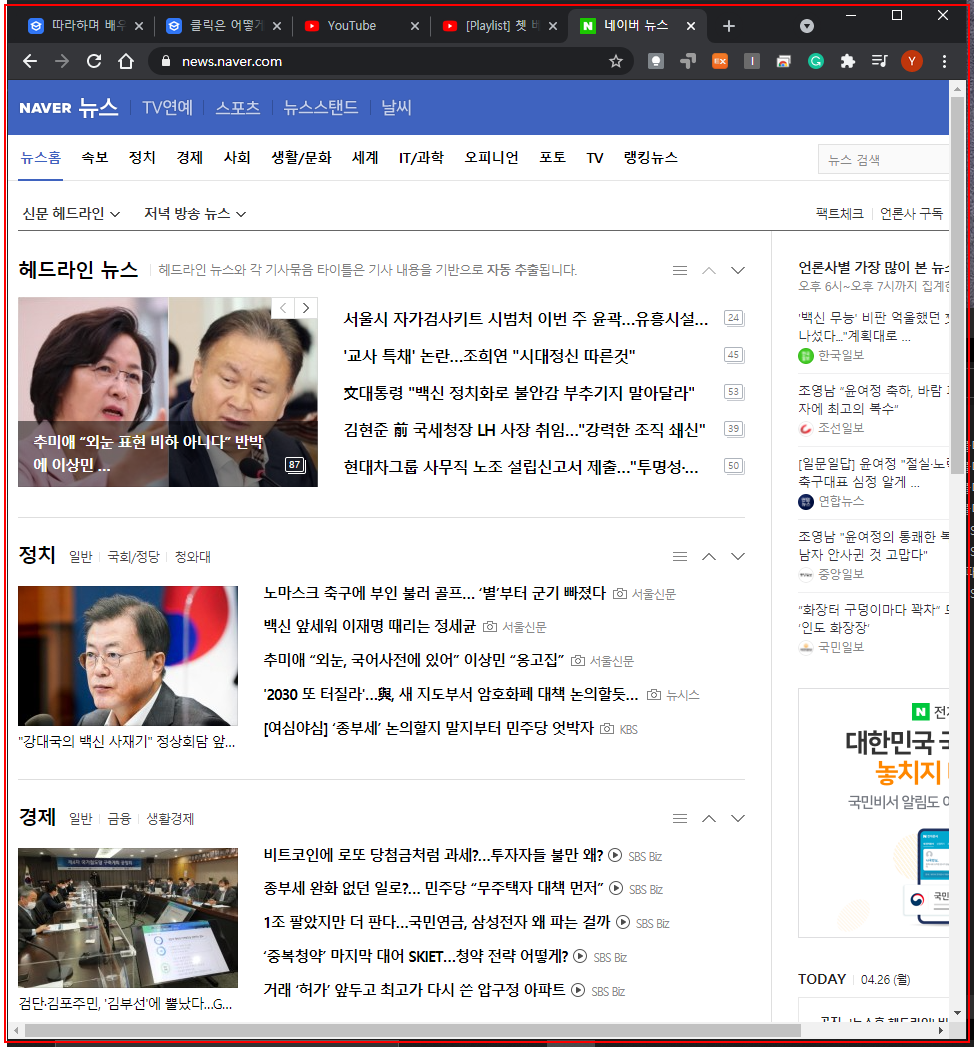 따라하며 배우
클릭은 어떻게
YouTube
[Playlist] 쳇 바
네이버 뉴스
news.naver.com
Y
NAVER 뉴스 TV연예 스포츠 뉴스스탠드 날씨
뉴스홈 속보 정치 경제 사회 생활/문화 세계 IT/과학 오피니언 포토 TV 랭킹뉴스
뉴스 검색
신문 헤드라인 저녁 방송 뉴스
팩트체크 언론사 구독
헤드라인 뉴스 헤드라인 뉴스와 각 기사묶음 타이틀은 기사 내용을 기반으로 자동 추출됩니다.
추미애 “외눈 표현 비하 아니다” 반박
에 이상민 ...
87
서울시 자가검사키트 시범처 이번 주 윤곽…유흥시설... 24
'교사 특채' 논란…조희연 "시대정신 따른것" 45
文대통령 "백신 정치화로 불안감 부추기지 말아달라" 53
김현준 前 국세청장 LH 사장 취임…"강력한 조직 쇄신" 39
현대차그룹 사무직 노조 설립신고서 제출…"투명성·... 50
정치 일반 국회/정당 청와대
"강대국의 백신 사재기" 정상회담 앞...
노마스크 축구에 부인 불러 골프… ‘별’부터 군기 빠졌다 서울신문
백신 앞세워 이재명 때리는 정세균 서울신문
추미애 “외눈, 국어사전에 있어” 이상민 “옹고집” 서울신문
'2030 또 터질라'…與, 새 지도부서 암호화폐 대책 논의할듯... 뉴시스
[여심야심] ‘종부세’ 논의할지 말지부터 민주당 엇박자 KBS
경제 일반 금융 생활경제
검단·김포주민, '김부선'에 뿔났다…G...
비트코인에 로또 당첨금처럼 과세?…투자자들 불만 왜? SBS Biz
종부세 완화 없던 일로?… 민주당 “무주택자 대책 먼저” SBS Biz
1조 팔았지만 더 판다…국민연금, 삼성전자 왜 파는 걸까 SBS Biz
‘중복청약’ 마지막 대어 SKIET…청약 전략 어떻게? SBS Biz
거래 ‘허가’ 앞두고 최고가 다시 쓴 압구정 아파트 SBS Biz
언론사별 가장 많이 본 뉴스
오후 6시~오후 7시까지 집계한
'백신 무능' 비판 억울했던
나섰다..."계획대로 ...
한국일보
조영남 “윤여정 축하, 바람
자에 최고의 복수”
조선일보
[일문일답] 윤여정 "절실·노력
축구대표 심정 알게 ...
연합뉴스
조영남 "윤여정의 통쾌한 복
남자 안사귄 것 고맙다"
중앙일보
“화장터 구덩이마다 꽉차”
‘인도 화장장’
국민일보
N 전자
대한민국
놓치지
국민비서 알림도
국민
TODAY 04.26 (월)
공지 '뉴스홈 헤드라인'